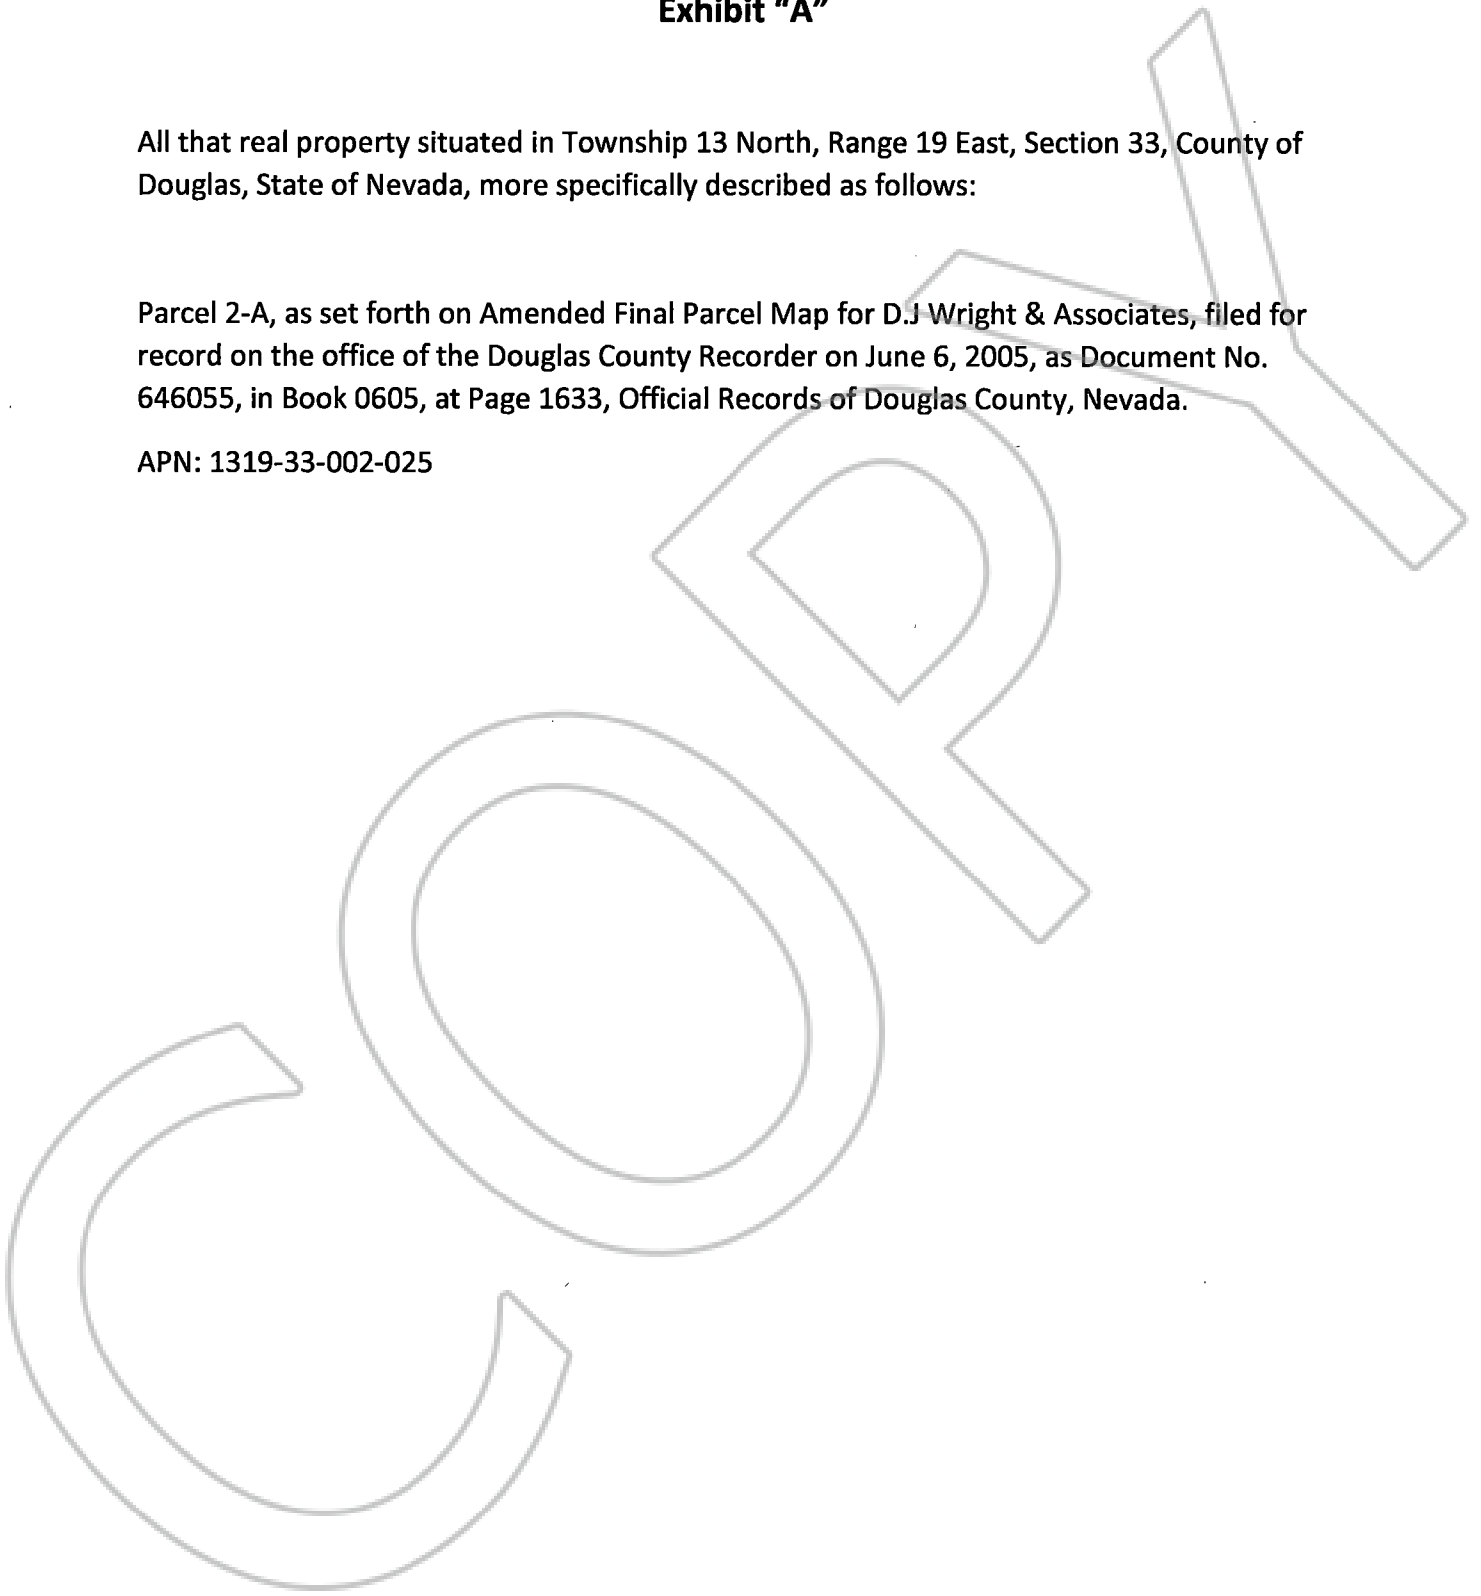 Exhibit "A"
All that real property situated in Township 13 North, Range 19 East, Section 33, County of
Douglas, State of Nevada, more specifically described as follows:
Parcel 2-A, as set forth on Amended Final Parcel Map for D.J Wright & Associates, filed for
record on the office of the Douglas County Recorder on June 6, 2005, as Document No.
646055, in Book 0605, at Page 1633, Official Records of Douglas County, Nevada.
APN: 1319-33-002-025
COPY